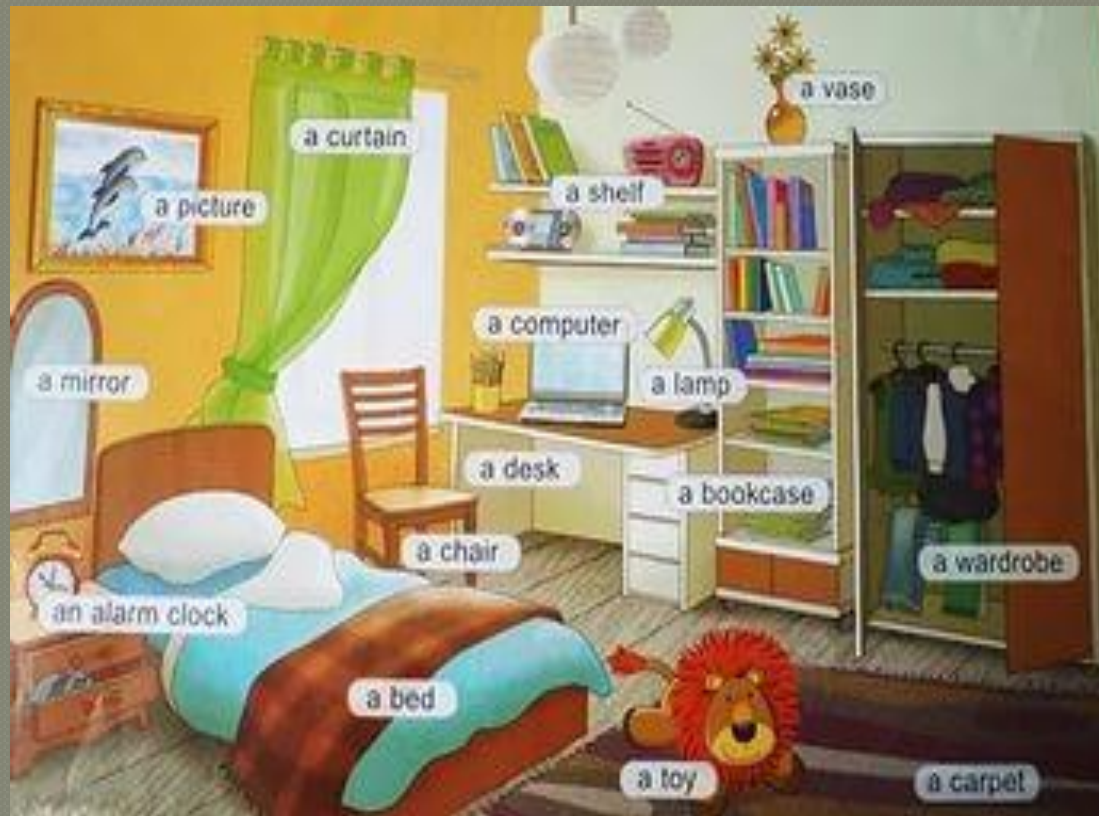 a vase
a curtain
a shelf
a picture
a computer
a mirror
a lamp
a desk
a bookcase
a chair
a wardrobe
an alarm clock
a bed
a toy
a carpet